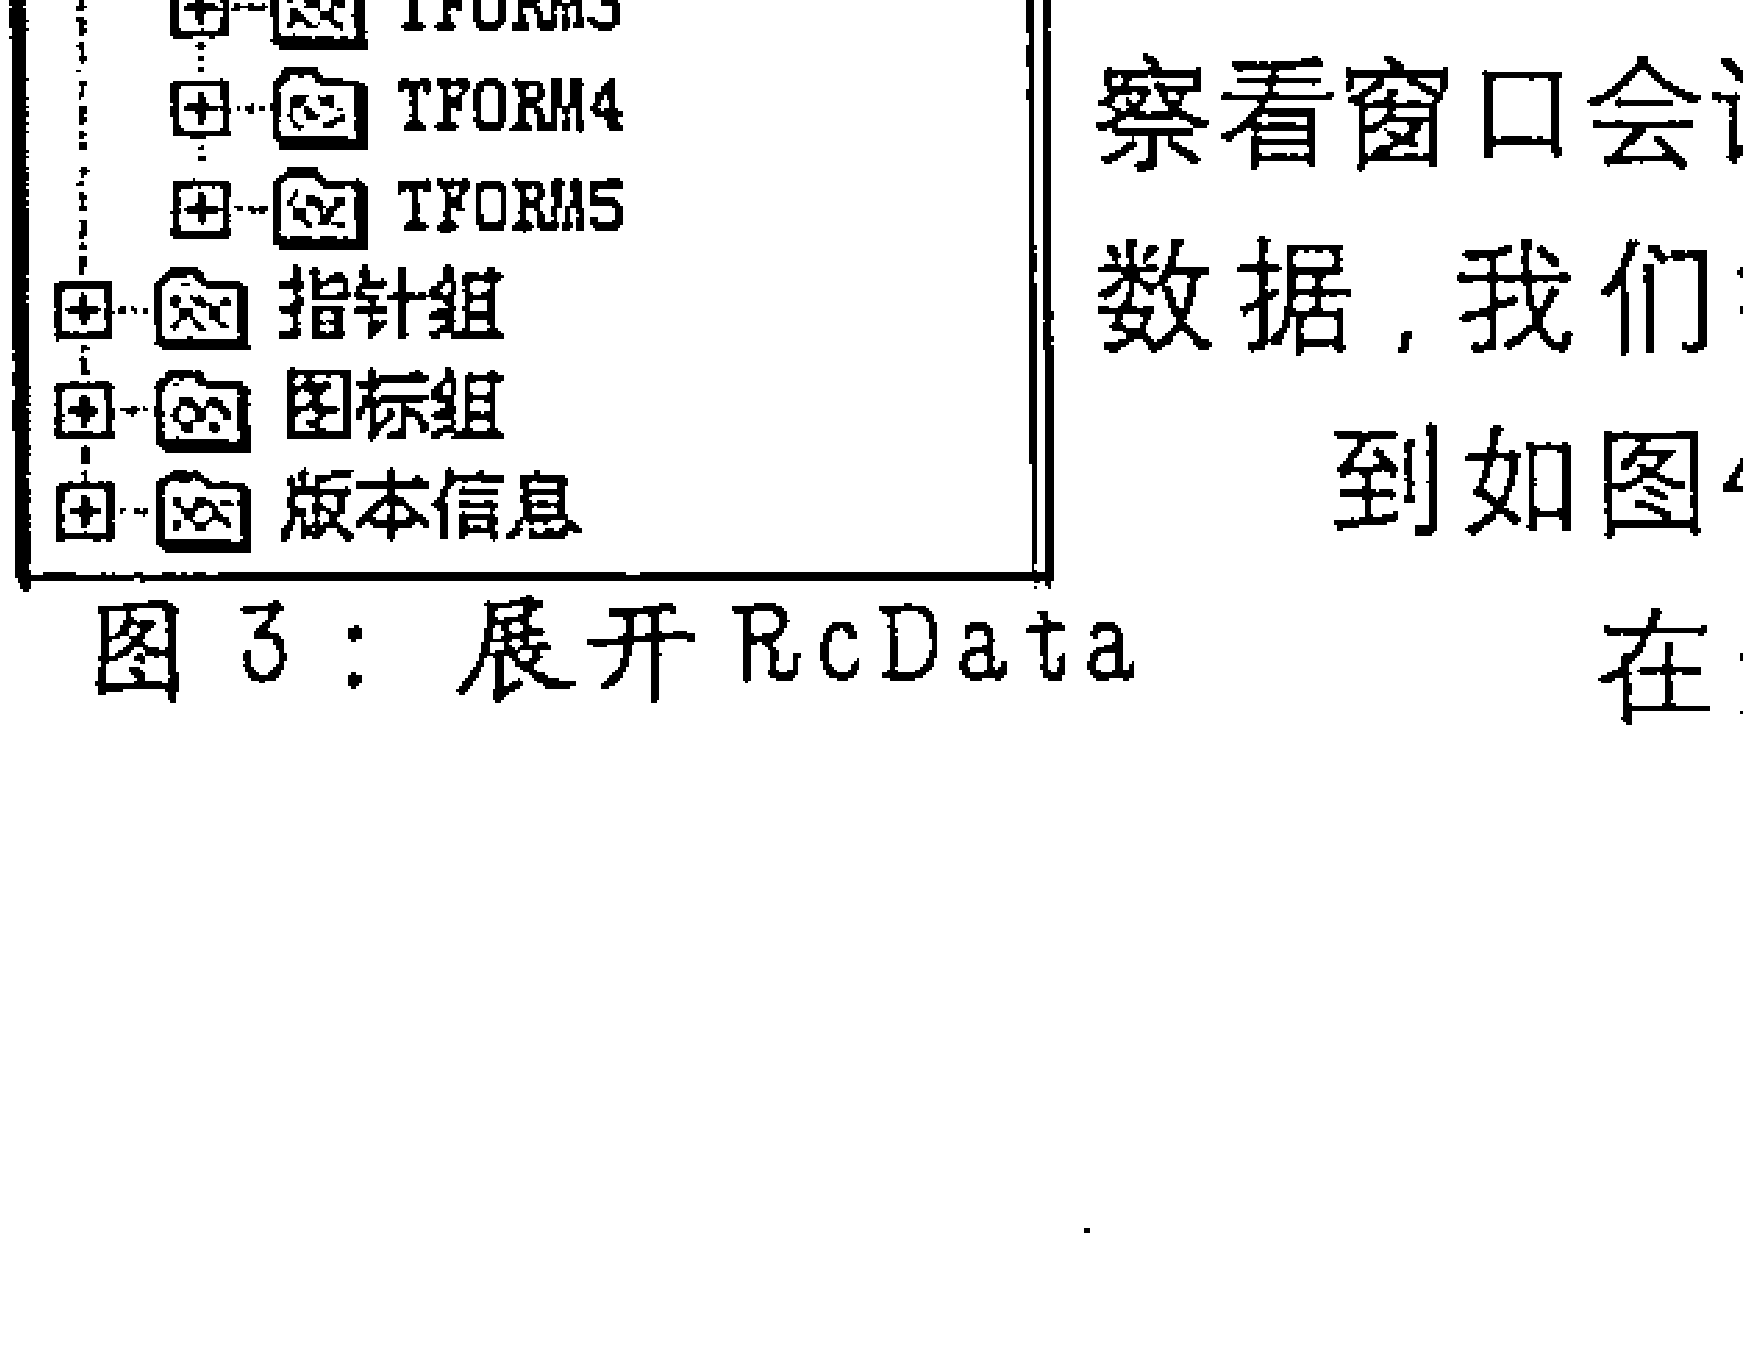 TFORM3
TFORM4
TFORM5
指针组
图标组
版本信息
图 3： 展开 RcData
察看窗口会
数据,我们
到如图
在